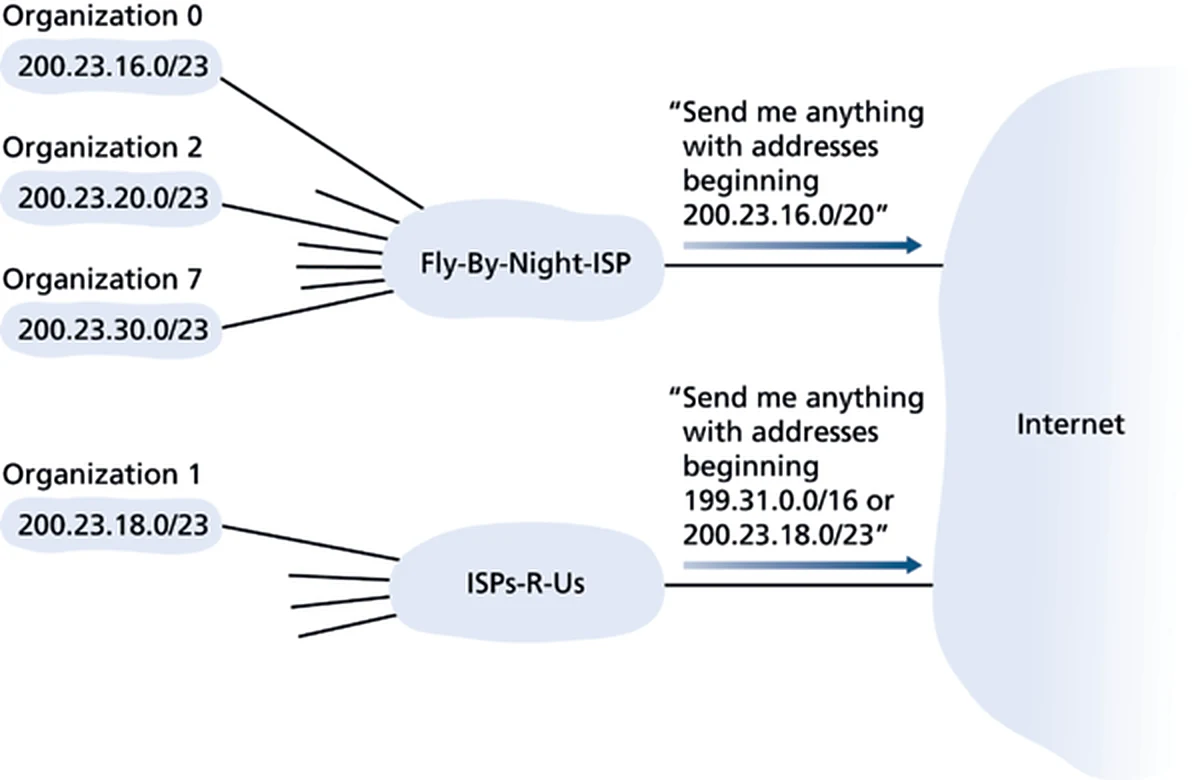 Organization 0
200.23.16.0/23
Organization 2
200.23.20.0/23
Organization 7
200.23.30.0/23
Fly-By-Night-ISP
“Send me anything
with addresses
beginning
200.23.16.0/20”
Organization 1
200.23.18.0/23
ISPs-R-Us
“Send me anything
with addresses
beginning
199.31.0.0/16 or
200.23.18.0/23”
Internet